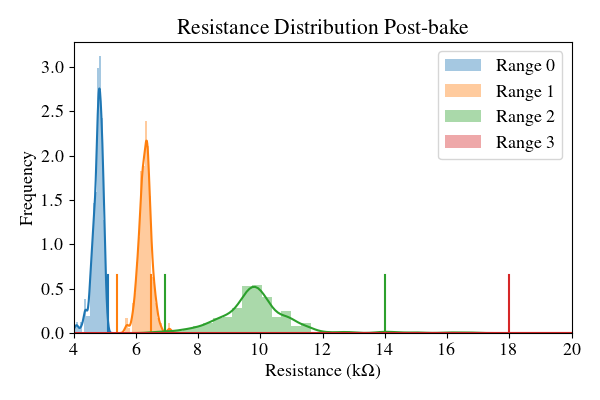 Resistance Distribution Post-bake
Frequency
3.0
2.5
2.0
1.5
1.0
0.5
0.0
Range 0
Range 1
Range 2
Range 3
4 6 8 10 12 14 16 18 20
Resistance (kΩ)